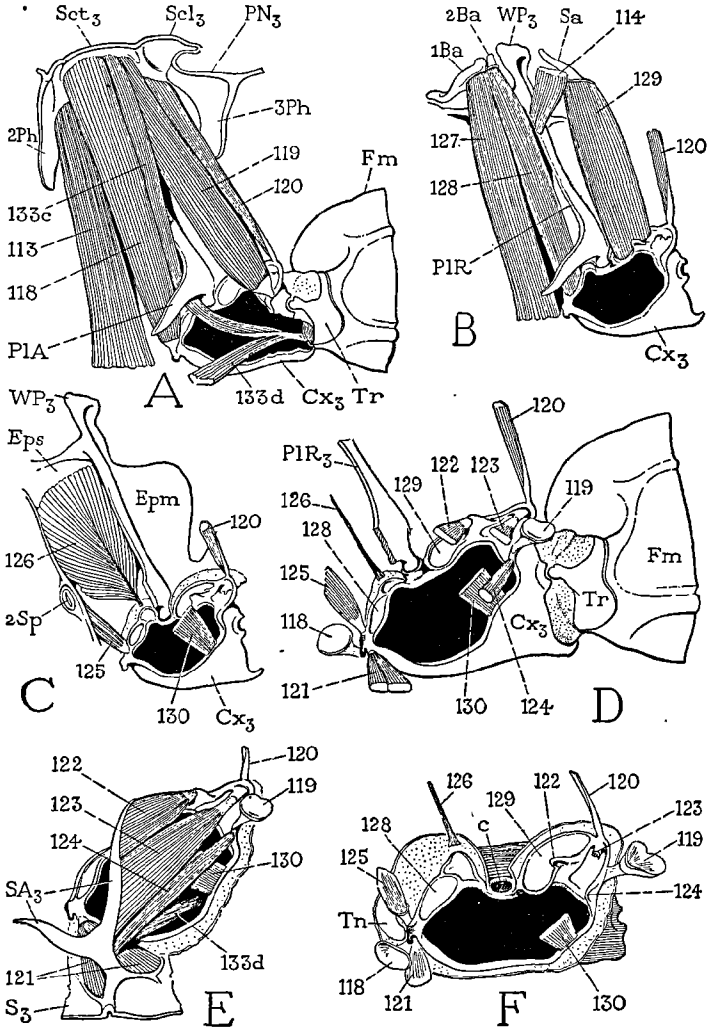 Sct3
Scl3
PN3
2Ph
3Ph
119
120
Fm
133c
113
118
PlA
133d
Cx3
Tr
A
2Ba
WP3
1Ba
Sa
114
129
127
128
120
PlR
Cx3
B
WP3
Eps
Epm
120
126
2Sp
125
130
Cx3
C
120
PlR3
122
123
129
119
126
128
125
118
121
Fm
Tr
Cx3
130
124
D
120
122
119
123
124
130
SA3
133d
121
S3
E
126
120
122
129
c
123
128
119
125
124
Tn
118
121
130
F